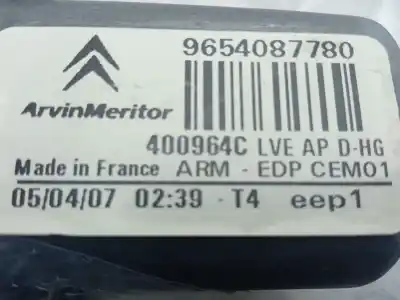 9654087780
ArvinMeritor
400964C LVE AP D-HG
Made in France ARM - EDP CEM01
05/04/07 02:39 - T4 eep1